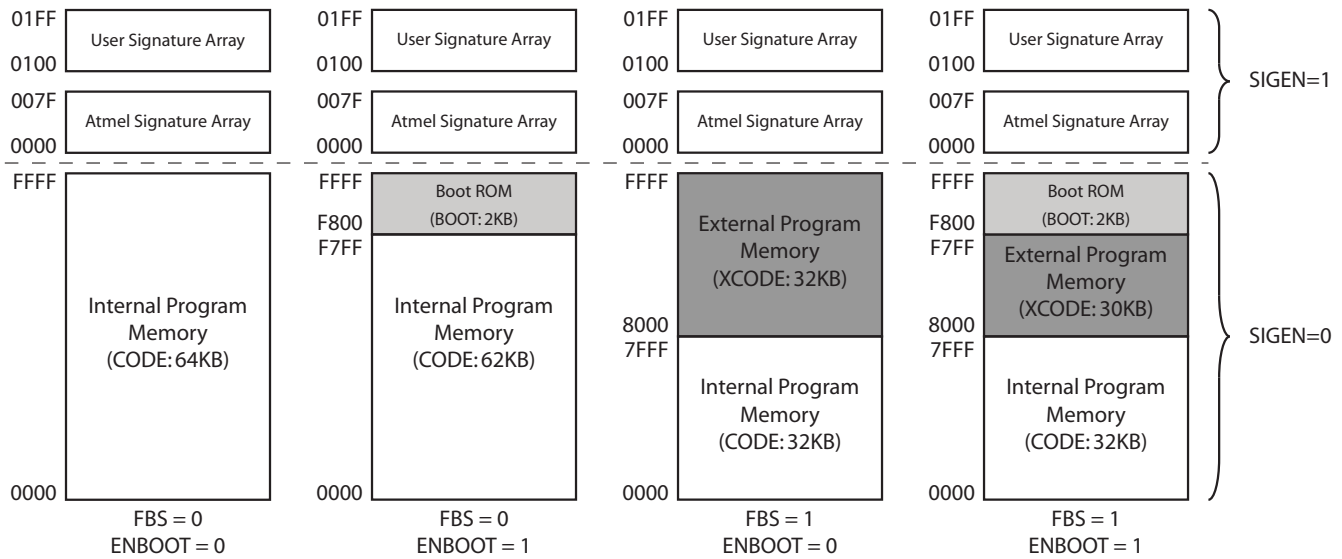 01FF 01FF 01FF 01FF
User Signature Array User Signature Array User Signature Array User Signature Array
0100 0100 0100 0100
SIGEN=1
007F 007F 007F 007F
Atmel Signature Array Atmel Signature Array Atmel Signature Array Atmel Signature Array
0000 0000 0000 0000
FFFF FFFF FFFF FFFF
Boot ROM Boot ROM
(BOOT: 2KB) (BOOT: 2KB)
F800 F800
F7FF F7FF
External Program
Memory
(XCODE: 32KB)
External Program
Memory
(XCODE: 30KB)
Internal Program
Memory
(CODE: 64KB)
Internal Program
Memory
(CODE: 62KB)
8000 8000
7FFF 7FFF
SIGEN=0
Internal Program
Memory
(CODE: 32KB)
Internal Program
Memory
(CODE: 32KB)
0000 0000 0000 0000
FBS = 0 FBS = 0 FBS = 1 FBS = 1
ENBOOT = 0 ENBOOT = 1 ENBOOT = 0 ENBOOT = 1